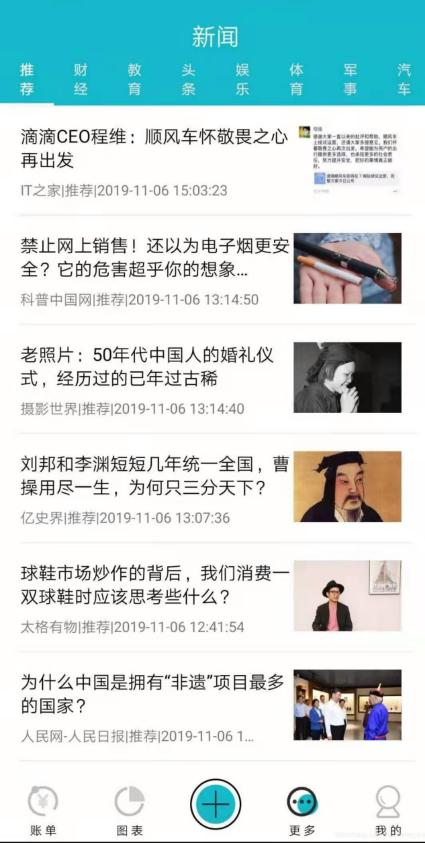 新闻
推荐 财经 教育 头条 娱乐 体育 军事 汽车
滴滴CEO程维：顺风车怀敬畏之心
再出发
IT之家|推荐|2019-11-06 15:03:23
禁止网上销售！还以为电子烟更安
全？它的危害超乎你的想象...
科普中国网|推荐|2019-11-06 13:14:50
老照片：50年代中国人的婚礼仪
式，经历过的已年过古稀
摄影世界|推荐|2019-11-06 13:14:40
刘邦和李渊短短几年统一全国，曹
操用尽一生，为何只三分天下？
亿史界|推荐|2019-11-06 13:07:36
球鞋市场炒作的背后，我们消费一
双球鞋时应该思考些什么？
太格有物|推荐|2019-11-06 12:41:54
为什么中国是拥有“非遗”项目最多
的国家？
人民网-人民日报|推荐|2019-11-06 1...
账单 图表 更多 我的